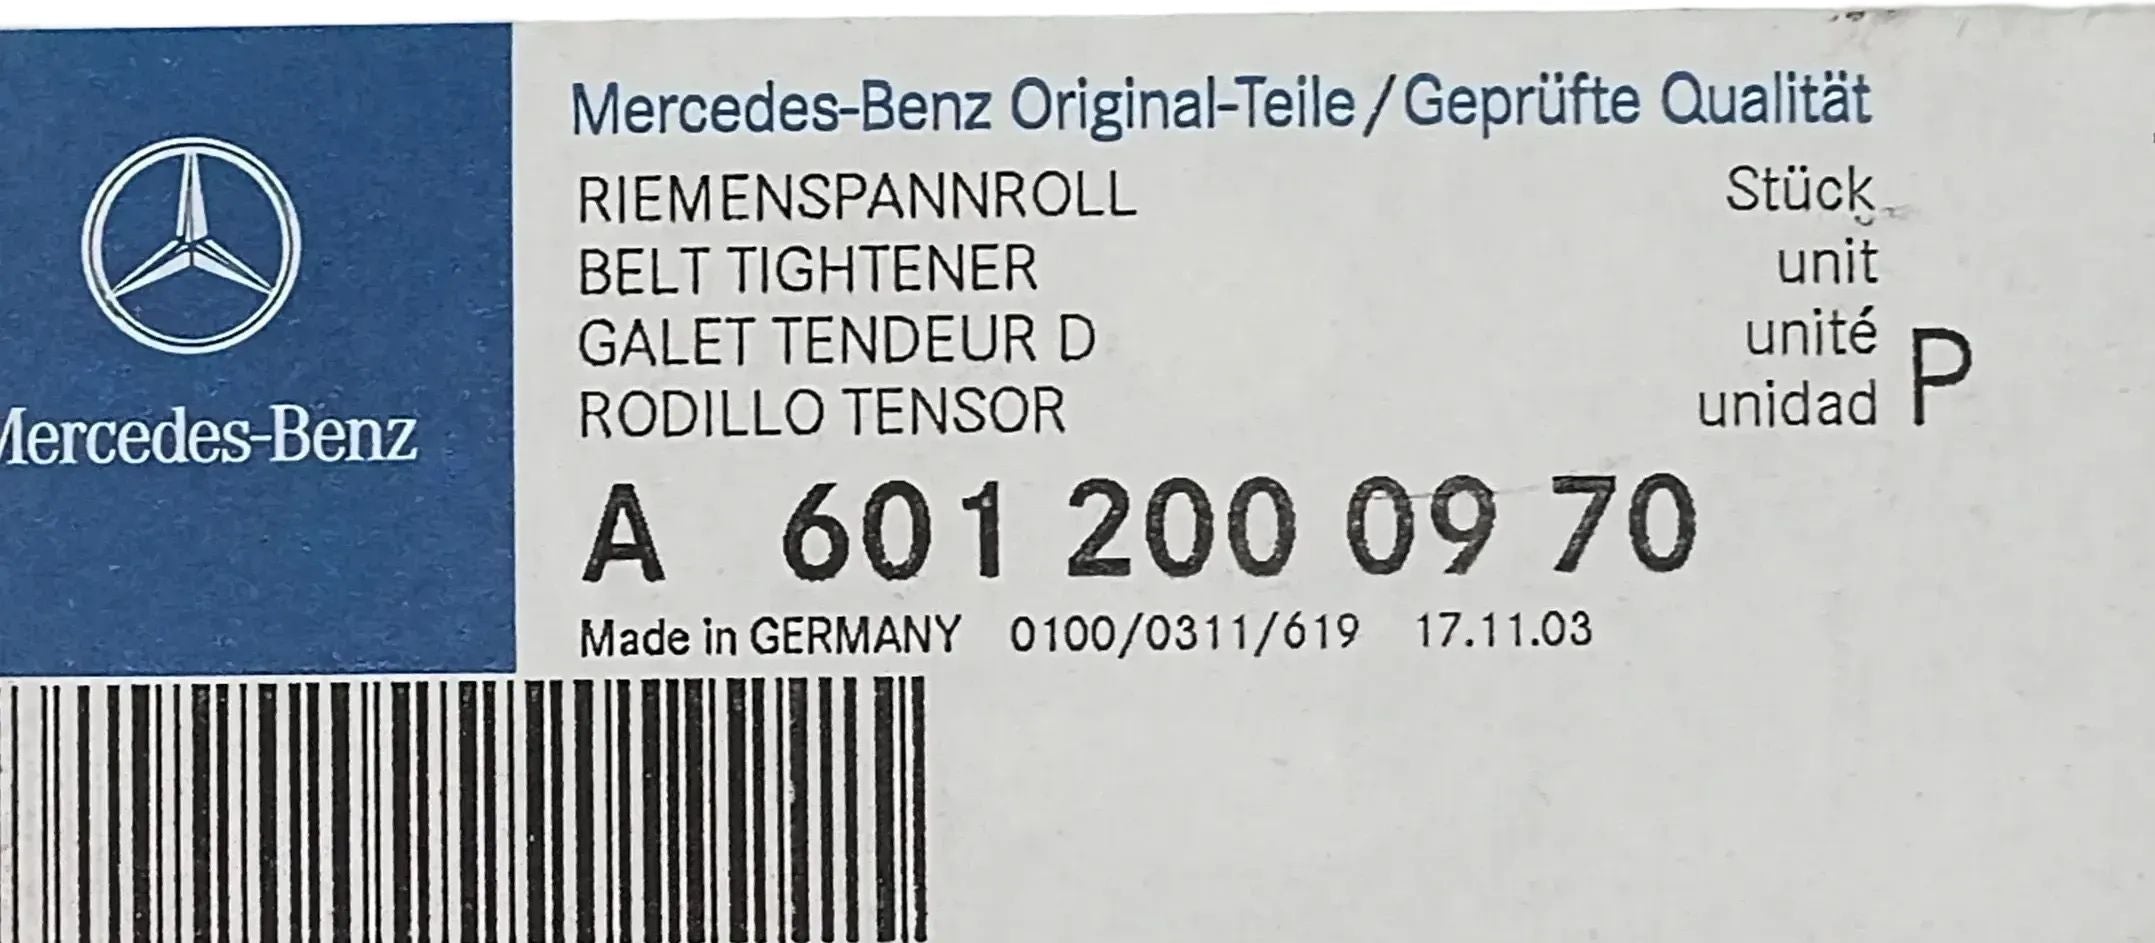 Mercedes-Benz Original-Teile/Geprüfte Qualität
RIEMENSPANNROLL Stück
BELT TIGHTENER unit
GALET TENDEUR D unité
RODILLO TENSOR unidad P
Mercedes-Benz
A 601 200 09 70
Made in GERMANY 0100/0311/619 17.11.03